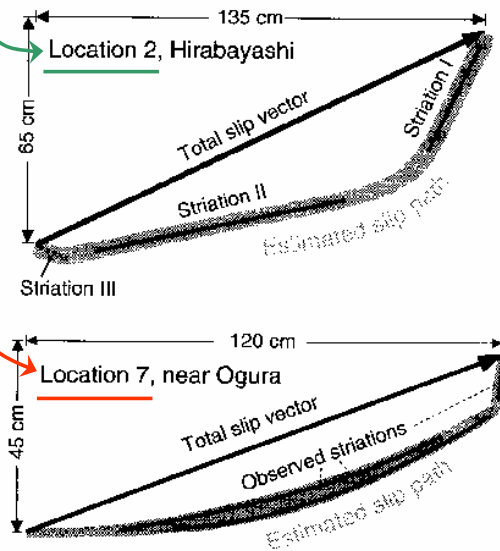 135 cm
Location 2, Hirabayashi
65 cm
Total slip vector
Striation I
Striation II
Estimated slip path
Striation III
120 cm
Location 7, near Ogura
45 cm
Total slip vector
Observed striations
Estimated slip path